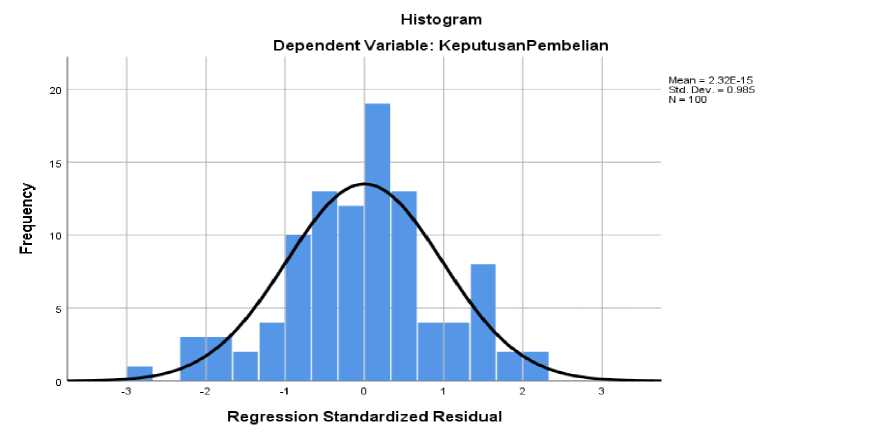 Histogram
Dependent Variable: KeputusanPembelian
Mean = 2.32E-15
Std. Dev. = 0.985
N = 100
20
15
10
5
0
Frequency
-3 -2 -1 0 1 2 3
Regression Standardized Residual